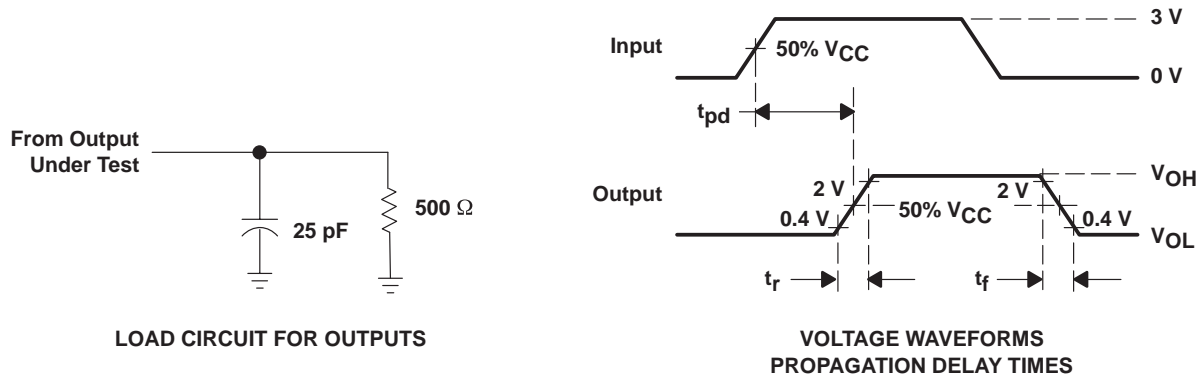 From Output
Under Test
25 pF
500 Ω
LOAD CIRCUIT FOR OUTPUTS
Input
50% VCC
3 V
0 V
tpd
Output
2 V
50% VCC
0.4 V
2 V
0.4 V
VOH
VOL
tr
tf
VOLTAGE WAVEFORMS
PROPAGATION DELAY TIMES